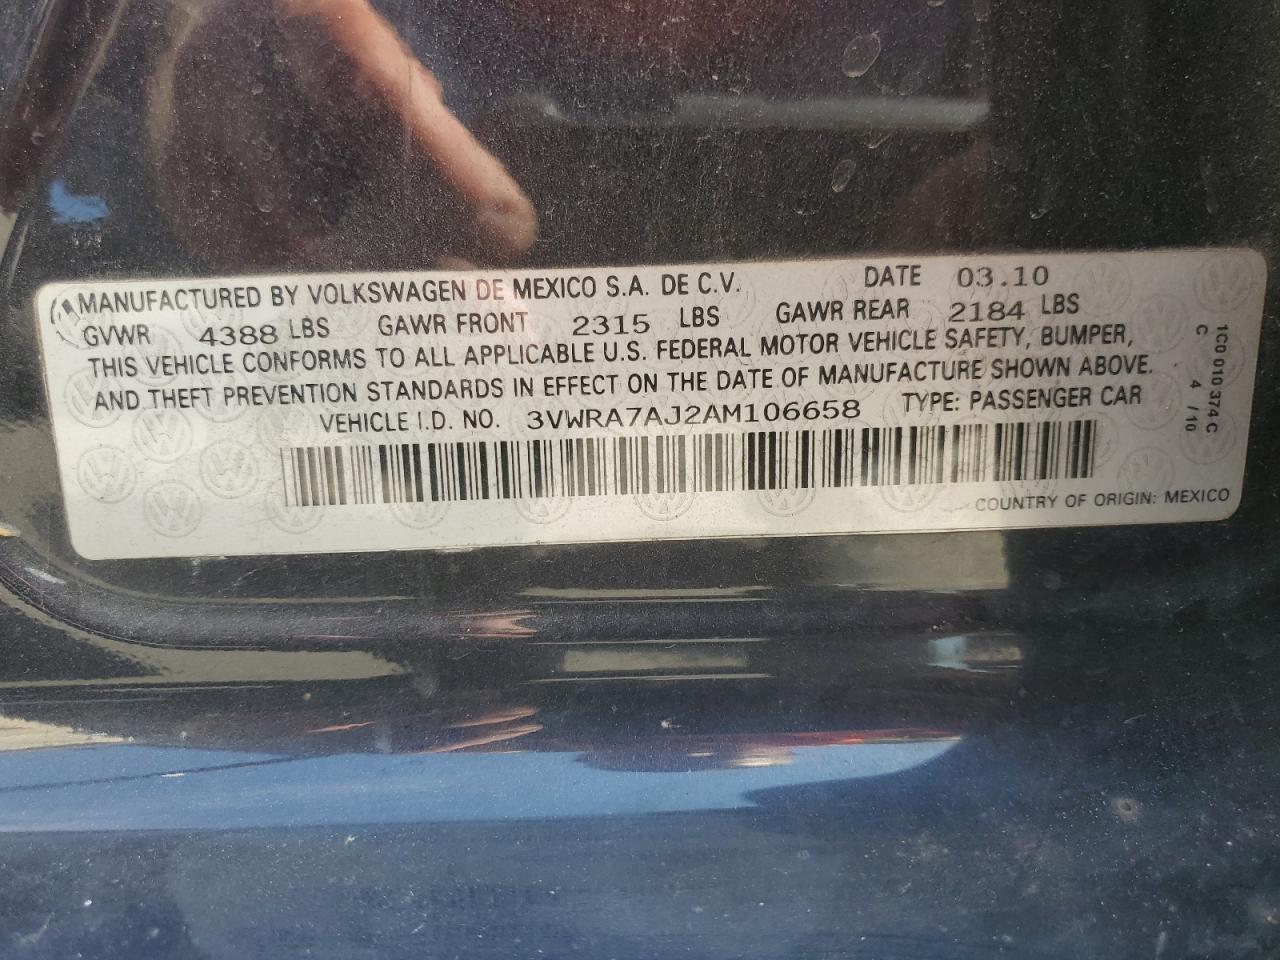 MANUFACTURED BY VOLKSWAGEN DE MEXICO S.A. DE C.V. DATE 03.10
GVWR 4388 LBS GAWR FRONT 2315 LBS GAWR REAR 2184 LBS
THIS VEHICLE CONFORMS TO ALL APPLICABLE U.S. FEDERAL MOTOR VEHICLE SAFETY, BUMPER,
AND THEFT PREVENTION STANDARDS IN EFFECT ON THE DATE OF MANUFACTURE SHOWN ABOVE.
VEHICLE I.D. NO. 3VWRA7AJ2AM106658 TYPE: PASSENGER CAR
COUNTRY OF ORIGIN: MEXICO
1C0 010 374 C
C 4 / 10